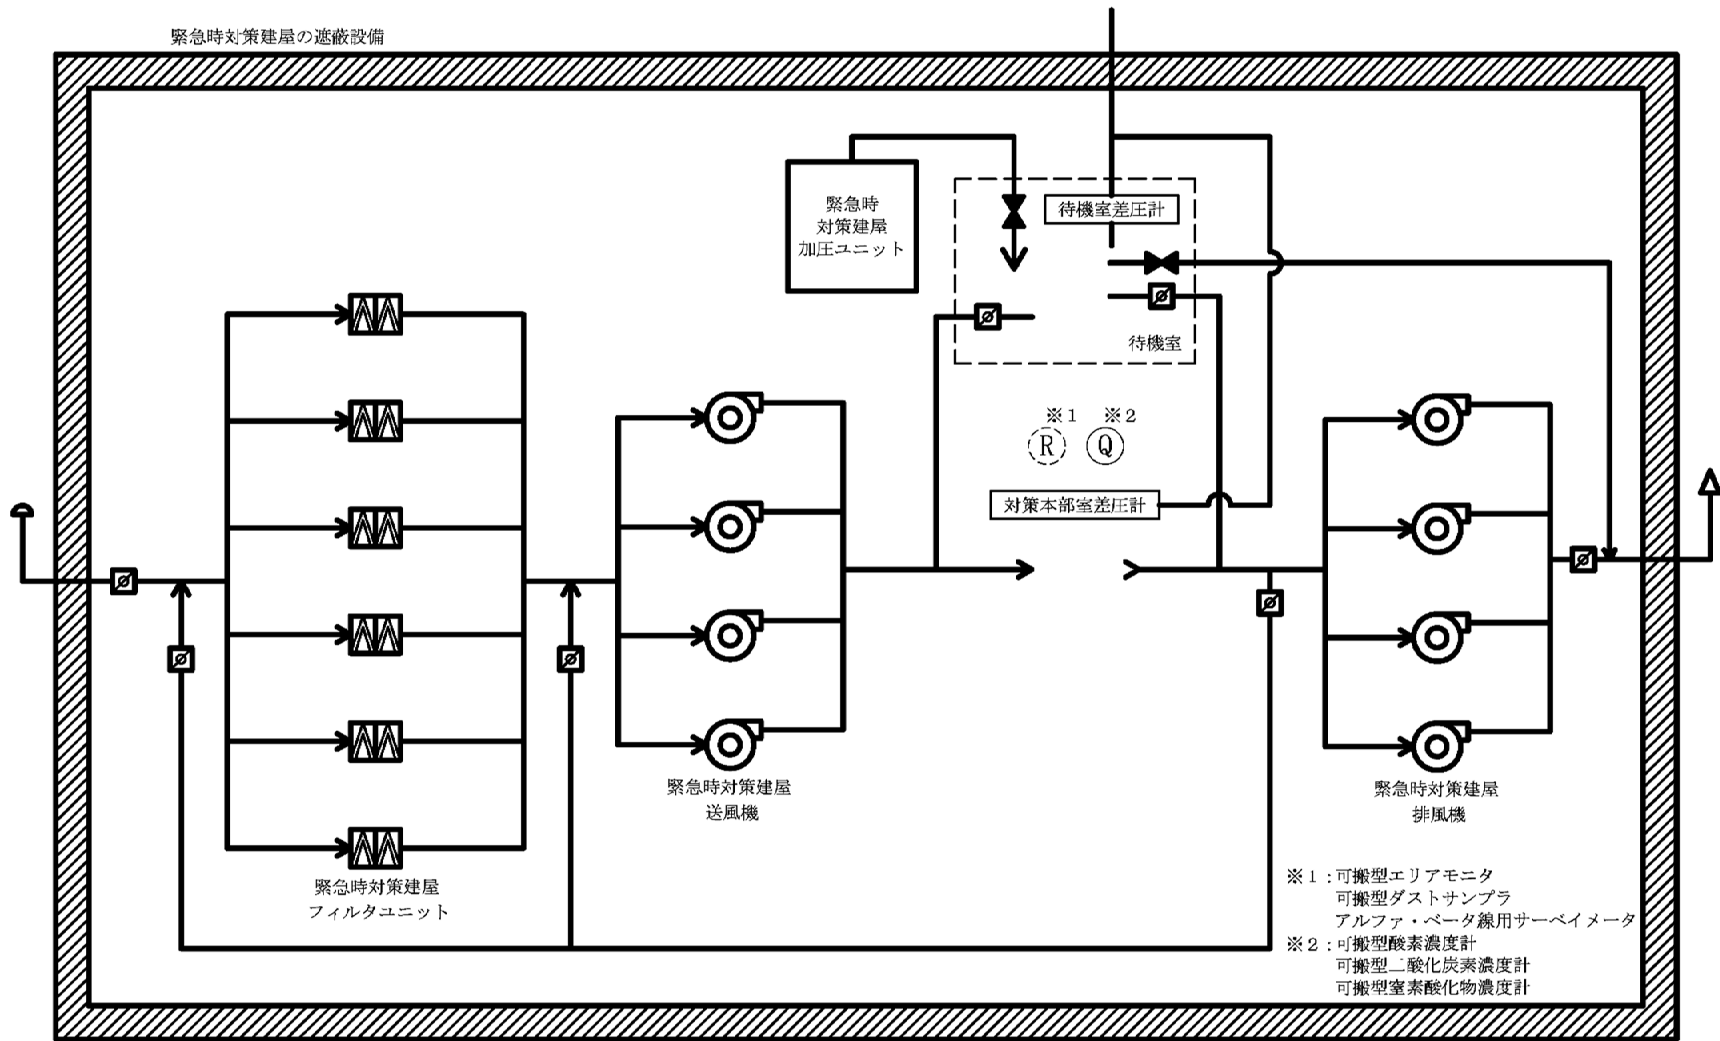 緊急時対策建屋の遮蔽設備
緊急時
対策建屋
加圧ユニット
待機室差圧計
待機室
※1 ※2
R Q
対策本部室差圧計
緊急時対策建屋
送風機
緊急時対策建屋
排風機
緊急時対策建屋
フィルタユニット
※1:可搬型エリアモニタ
可搬型ダストサンプラ
アルファ・ベータ線用サーベイメータ
※2:可搬型酸素濃度計
可搬型二酸化炭素濃度計
可搬型窒素酸化物濃度計